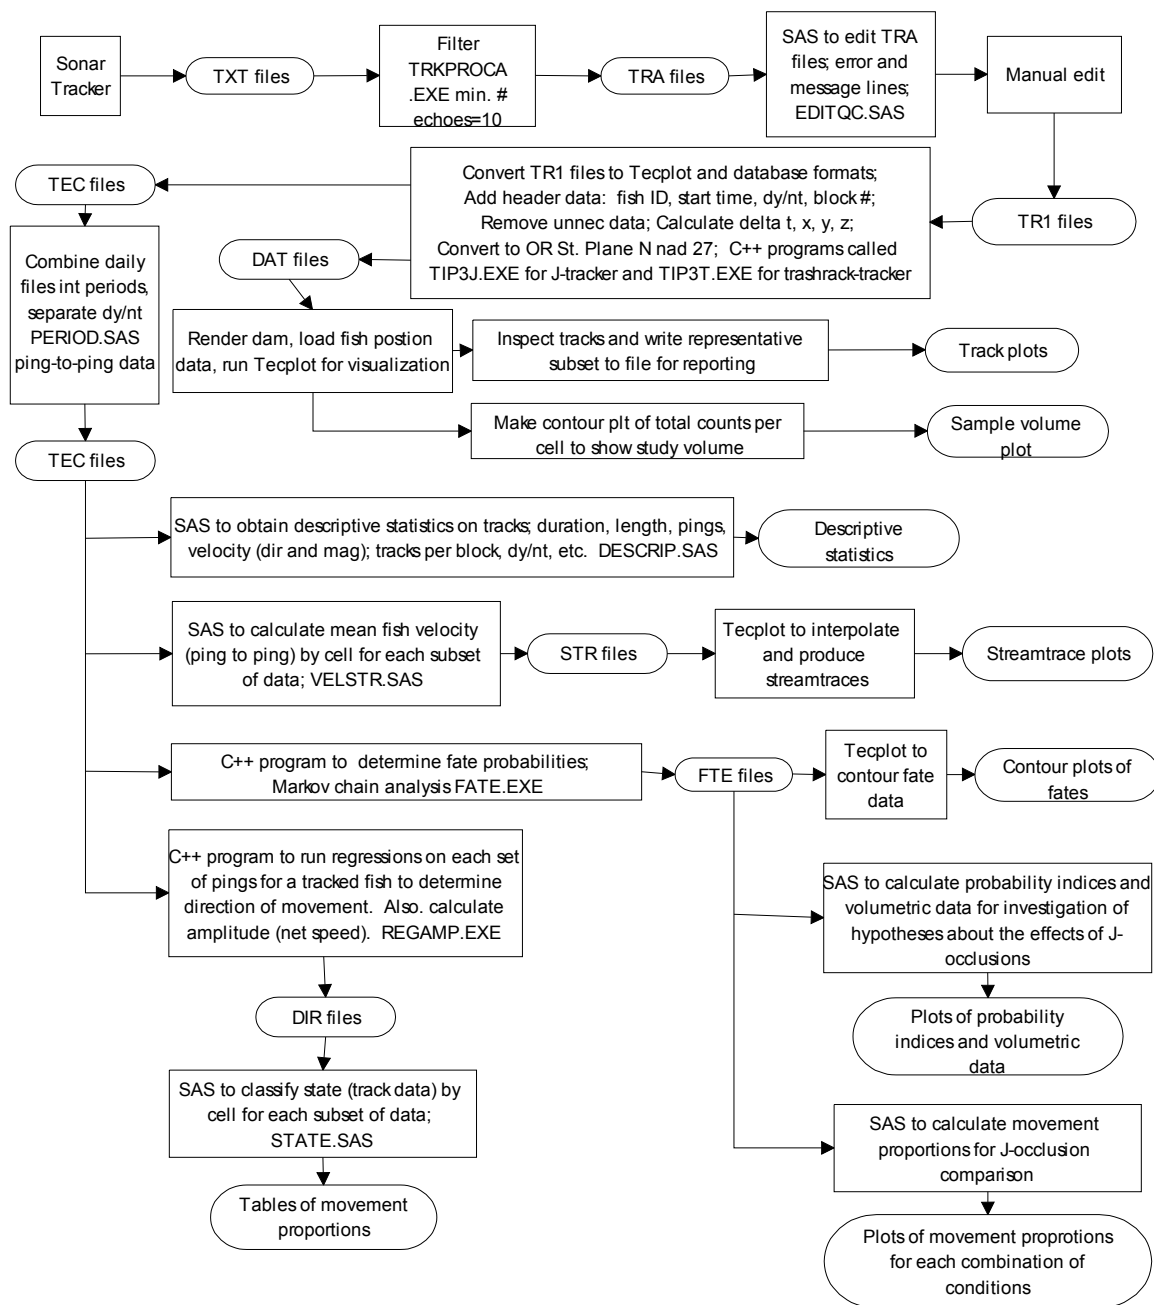 Sonar
Tracker
TXT files
Filter
TRKPROCA
.EXE min. #
echoes=10
TRA files
SAS to edit TRA
files; error and
message lines;
EDITQC.SAS
Manual edit
TR1 files
Convert TR1 files to Tecplot and database formats;
Add header data: fish ID, start time, dy/nt, block #;
Remove unnec data; Calculate delta t, x, y, z;
Convert to OR St. Plane N nad 27; C++ programs called
TIP3J.EXE for J-tracker and TIP3T.EXE for trashrack-tracker
TEC files
DAT files
Combine daily
files int periods,
separate dy/nt
PERIOD.SAS
ping-to-ping data
Render dam, load fish postion
data, run Tecplot for visualization
Inspect tracks and write representative
subset to file for reporting
Track plots
Make contour plt of total counts per
cell to show study volume
Sample volume
plot
TEC files
SAS to obtain descriptive statistics on tracks; duration, length, pings,
velocity (dir and mag); tracks per block, dy/nt, etc. DESCRIP.SAS
Descriptive
statistics
SAS to calculate mean fish velocity
(ping to ping) by cell for each subset
of data; VELSTR.SAS
STR files
Tecplot to interpolate
and produce
streamtraces
Streamtrace plots
C++ program to determine fate probabilities;
Markov chain analysis FATE.EXE
FTE files
Tecplot to
contour fate
data
Contour plots of
fates
C++ program to run regressions on each set
of pings for a tracked fish to determine
direction of movement. Also. calculate
amplitude (net speed). REGAMP.EXE
SAS to calculate probability indices and
volumetric data for investigation of
hypotheses about the effects of J-
occlusions
DIR files
Plots of probability
indices and volumetric
data
SAS to classify state (track data) by
cell for each subset of data;
STATE.SAS
SAS to calculate movement
proportions for J-occlusion
comparison
Tables of movement
proportions
Plots of movement proprotions
for each combination of
conditions